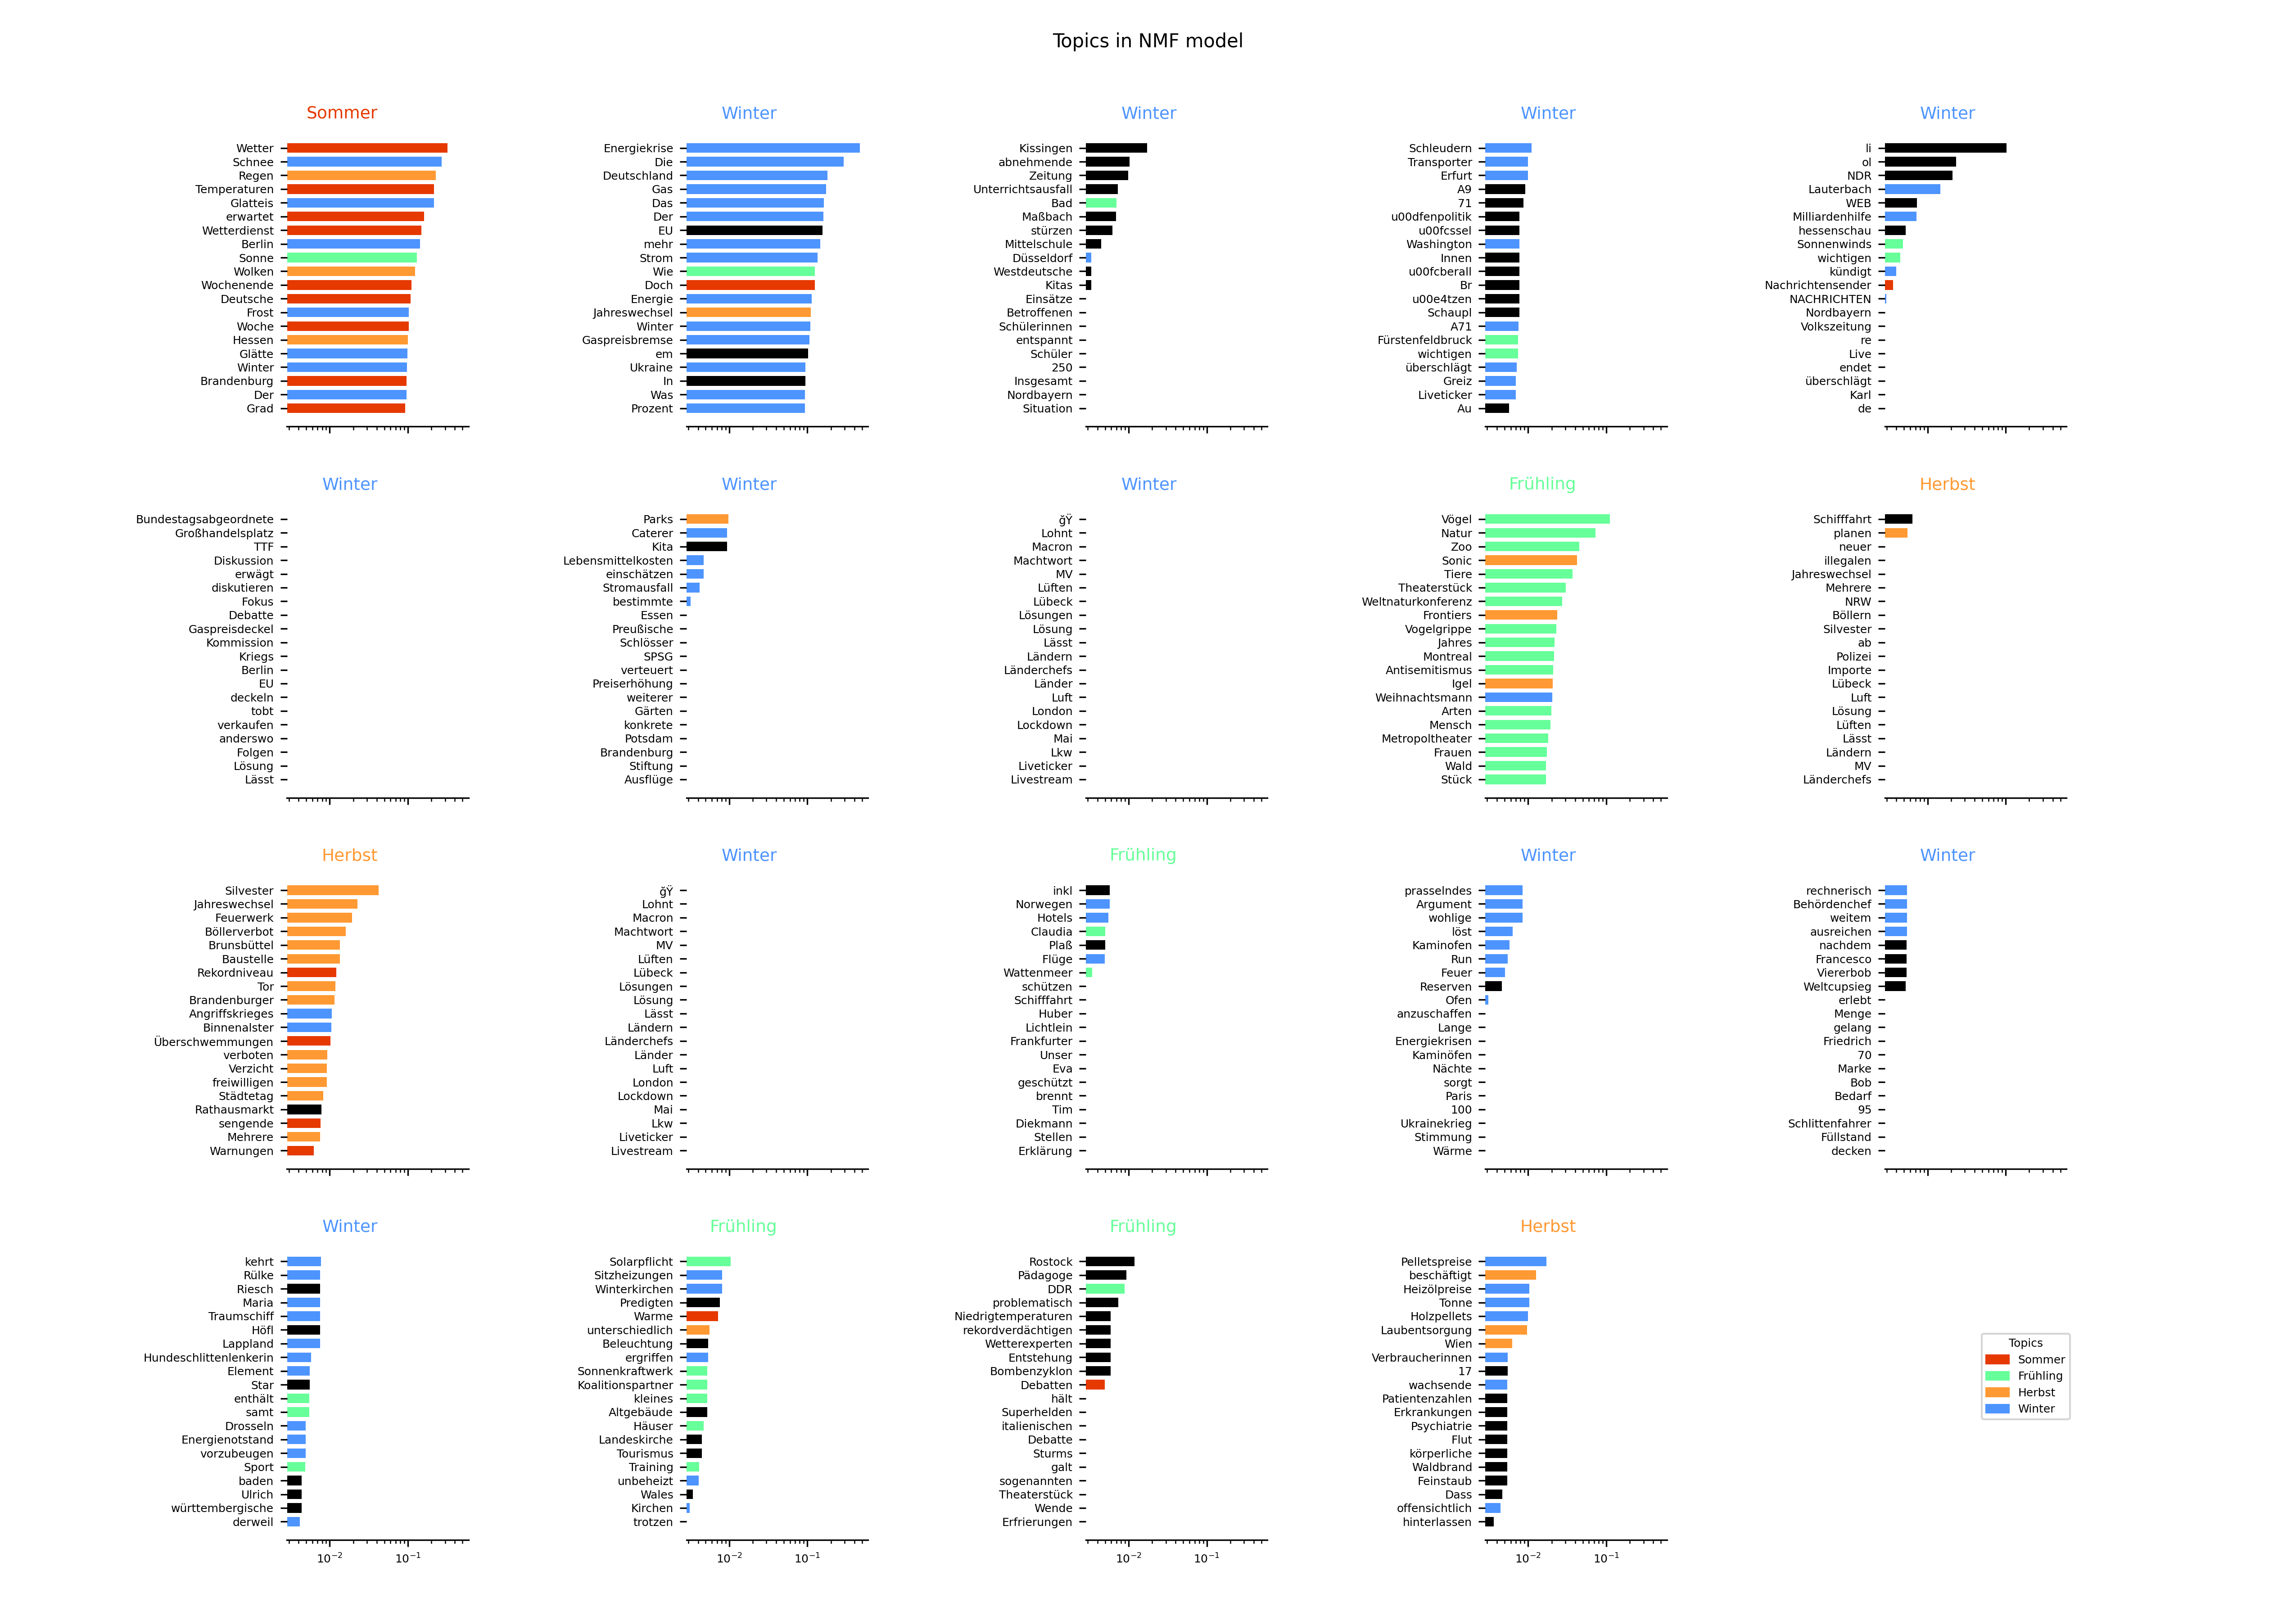 Topics in NMF model
Sommer
Wetter
Schnee
Regen
Temperaturen
Glatteis
erwartet
Wetterdienst
Berlin
Sonne
Wolken
Wochenende
Deutsche
Frost
Woche
Hessen
Glätte
Winter
Brandenburg
Der
Grad
Winter
Energiekrise
Die
Deutschland
Gas
Das
Der
EU
mehr
Strom
Wie
Doch
Energie
Jahreswechsel
Winter
Gaspreisbremse
em
Ukraine
In
Was
Prozent
Winter
Kissingen
abnehmende
Zeitung
Unterrichtsausfall
Bad
Maßbach
stürzen
Mittelschule
Düsseldorf
Westdeutsche
Kitas
Einsätze
Betroffenen
Schülerinnen
entspannt
Schüler
250
Insgesamt
Nordbayern
Situation
Winter
Schleudern
Transporter
Erfurt
A9
71
u00dfenpolitik
u00fcssel
Washington
Innen
u00fcberall
Br
u00e4tzen
Schaupl
A71
Fürstenfeldbruck
wichtigen
überschlägt
Greiz
Liveticker
Au
Winter
li
ol
NDR
Lauterbach
WEB
Milliardenhilfe
hessenschau
Sonnenwinds
wichtigen
kündigt
Nachrichtensender
NACHRICHTEN
Nordbayern
Volkszeitung
re
Live
endet
überschlägt
Karl
de
Winter
Bundestagsabgeordnete
Großhandelsplatz
TTF
Diskussion
erwägt
diskutieren
Fokus
Debatte
Gaspreisdeckel
Kommission
Kriegs
Berlin
EU
deckeln
tobt
verkaufen
anderswo
Folgen
Lösung
Lässt
Winter
Parks
Caterer
Kita
Lebensmittelkosten
einschätzen
Stromausfall
bestimmte
Essen
Preußische
Schlösser
SPSG
verteuert
Preiserhöhung
weiterer
Gärten
konkrete
Potsdam
Brandenburg
Stiftung
Ausflüge
Winter
ğŸ
Lohnt
Macron
Machtwort
MV
Lüften
Lübeck
Lösungen
Lösung
Lässt
Ländern
Länderchefs
Länder
Luft
London
Lockdown
Mai
Lkw
Liveticker
Livestream
Frühling
Vögel
Natur
Zoo
Sonic
Tiere
Theaterstück
Weltnaturkonferenz
Frontiers
Vogelgrippe
Jahres
Montreal
Antisemitismus
Igel
Weihnachtsmann
Arten
Mensch
Metropoltheater
Frauen
Wald
Stück
Herbst
Schifffahrt
planen
neuer
illegalen
Jahreswechsel
Mehrere
NRW
Böllern
Silvester
ab
Polizei
Importe
Lübeck
Luft
Lösung
Lüften
Lässt
Ländern
MV
Länderchefs
Herbst
Silvester
Jahreswechsel
Feuerwerk
Böllerverbot
Brunsbüttel
Baustelle
Rekordniveau
Tor
Brandenburger
Angriffskrieges
Binnenalster
Überschwemmungen
verboten
Verzicht
freiwilligen
Städtetag
Rathausmarkt
sengende
Mehrere
Warnungen
Winter
ğŸ
Lohnt
Macron
Machtwort
MV
Lüften
Lübeck
Lösungen
Lösung
Lässt
Ländern
Länderchefs
Länder
Luft
London
Lockdown
Mai
Lkw
Liveticker
Livestream
Frühling
inkl
Norwegen
Hotels
Claudia
Plaß
Flüge
Wattenmeer
schützen
Schifffahrt
Huber
Lichtlein
Frankfurter
Unser
Eva
geschützt
brennt
Tim
Diekmann
Stellen
Erklärung
Winter
prasselndes
Argument
wohlige
löst
Kaminofen
Run
Feuer
Reserven
Ofen
anzuschaffen
Lange
Energiekrisen
Kaminöfen
Nächte
sorgt
Paris
100
Ukrainekrieg
Stimmung
Wärme
Winter
rechnerisch
Behördenchef
weitem
ausreichen
nachdem
Francesco
Viererbob
Weltcupsieg
erlebt
Menge
gelang
Friedrich
70
Marke
Bob
Bedarf
95
Schlittenfahrer
Füllstand
decken
Winter
kehrt
Rülke
Riesch
Maria
Traumschiff
Höfl
Lappland
Hundeschlittenlenkerin
Element
Star
enthält
samt
Drosseln
Energienotstand
vorzubeugen
Sport
baden
Ulrich
württembergische
derweil
10⁻² 10⁻¹
Frühling
Solarpflicht
Sitzheizungen
Winterkirchen
Predigten
Warme
unterschiedlich
Beleuchtung
ergriffen
Sonnenkraftwerk
Koalitionspartner
kleines
Altgebäude
Häuser
Landeskirche
Tourismus
Training
unbeheizt
Wales
Kirchen
trotzen
10⁻² 10⁻¹
Frühling
Rostock
Pädagoge
DDR
problematisch
Niedrigtemperaturen
rekordverdächtigen
Wetterexperten
Entstehung
Bombenzyklon
Debatten
hält
Superhelden
italienischen
Debatte
Sturms
galt
sogenannten
Theaterstück
Wende
Erfrierungen
10⁻² 10⁻¹
Herbst
Pelletspreise
beschäftigt
Heizölpreise
Tonne
Holzpellets
Laubentsorgung
Wien
Verbraucherinnen
17
wachsende
Patientenzahlen
Erkrankungen
Psychiatrie
Flut
körperliche
Waldbrand
Feinstaub
Dass
offensichtlich
hinterlassen
10⁻² 10⁻¹
Topics
Sommer
Frühling
Herbst
Winter